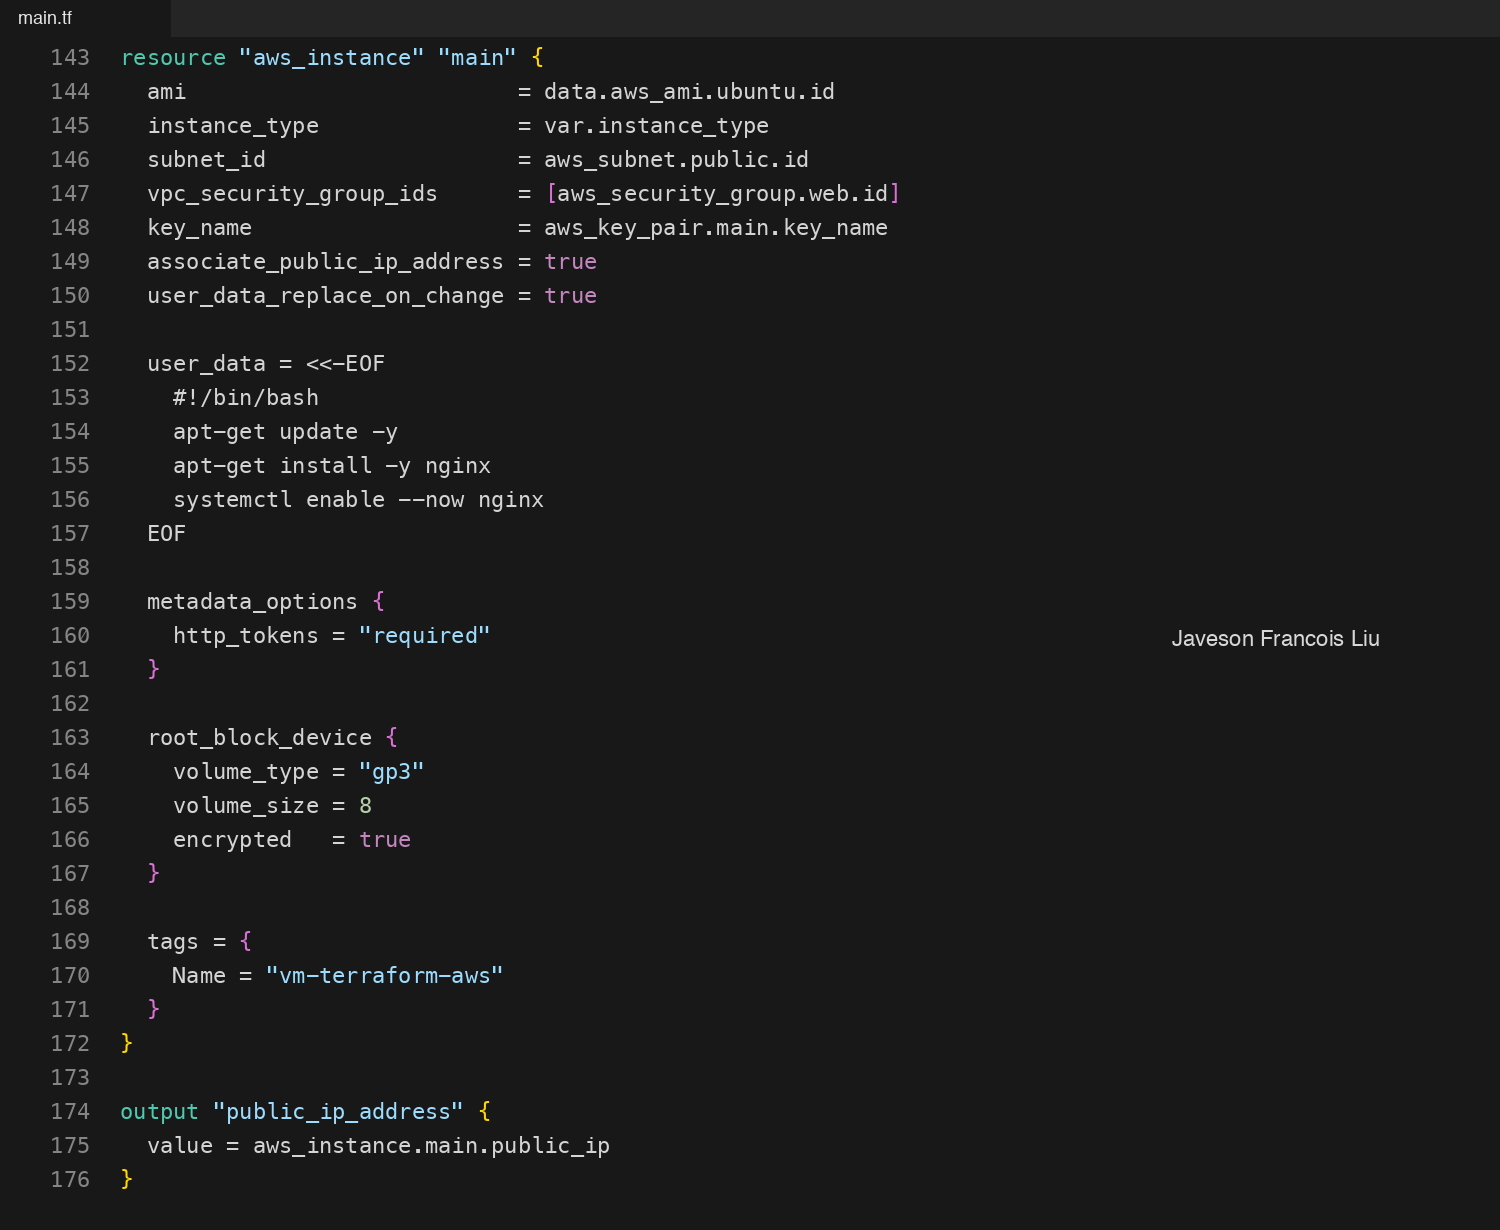 main.tf
143 resource "aws_instance" "main" {
144   ami                         = data.aws_ami.ubuntu.id
145   instance_type               = var.instance_type
146   subnet_id                   = aws_subnet.public.id
147   vpc_security_group_ids      = [aws_security_group.web.id]
148   key_name                    = aws_key_pair.main.key_name
149   associate_public_ip_address = true
150   user_data_replace_on_change = true
151
152   user_data = <<-EOF
153     #!/bin/bash
154     apt-get update -y
155     apt-get install -y nginx
156     systemctl enable --now nginx
157   EOF
158
159   metadata_options {
160     http_tokens = "required"
Javeson Francois Liu
161   }
162
163   root_block_device {
164     volume_type = "gp3"
165     volume_size = 8
166     encrypted   = true
167   }
168
169   tags = {
170     Name = "vm-terraform-aws"
171   }
172 }
173
174 output "public_ip_address" {
175   value = aws_instance.main.public_ip
176 }